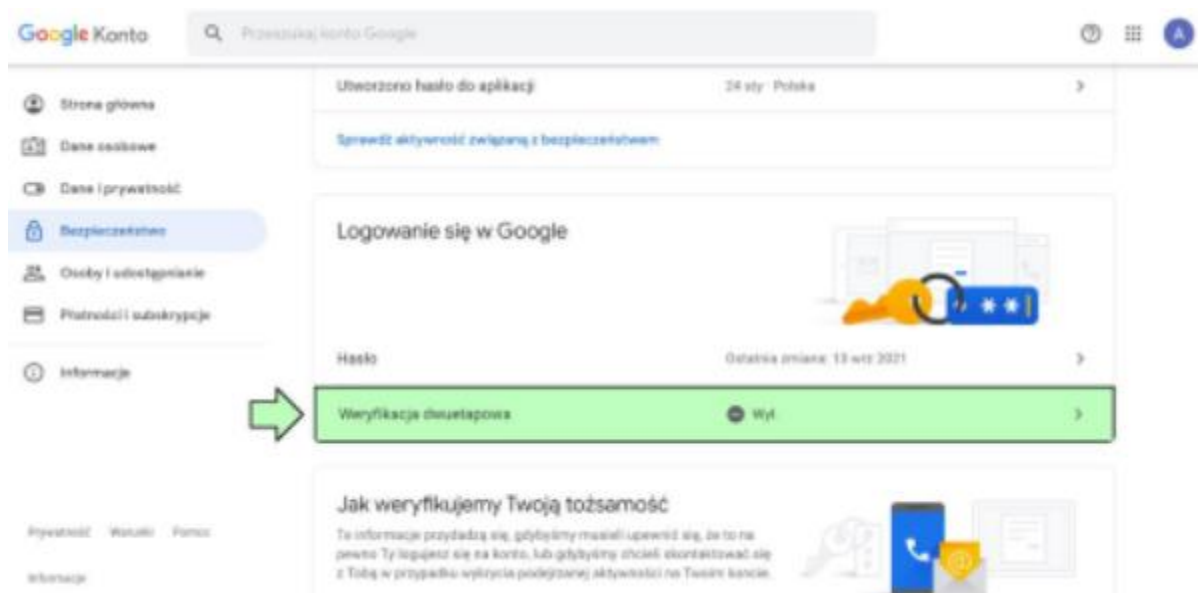 Google Konto
Przeszukaj konto Google
A
Strona główna
Dane osobowe
Dane i prywatność
Bezpieczeństwo
Osoby i udostępnianie
Płatności i subskrypcje
Informacje
Prywatność Warunki Pomoc
Informacje
Utworzono hasło do aplikacji 24 sty · Polska
Sprawdź aktywność związaną z bezpieczeństwem
Logowanie się w Google
Hasło Ostatnia zmiana: 13 wrz 2021
Weryfikacja dwuetapowa Wył
Jak weryfikujemy Twoją tożsamość
Te informacje przydadzą się, gdybyśmy musieli upewnić się, że to na
pewno Ty logujesz się na konto, lub gdybyśmy chcieli skontaktować się
z Tobą w przypadku wykrycia podejrzanej aktywności na Twoim koncie.